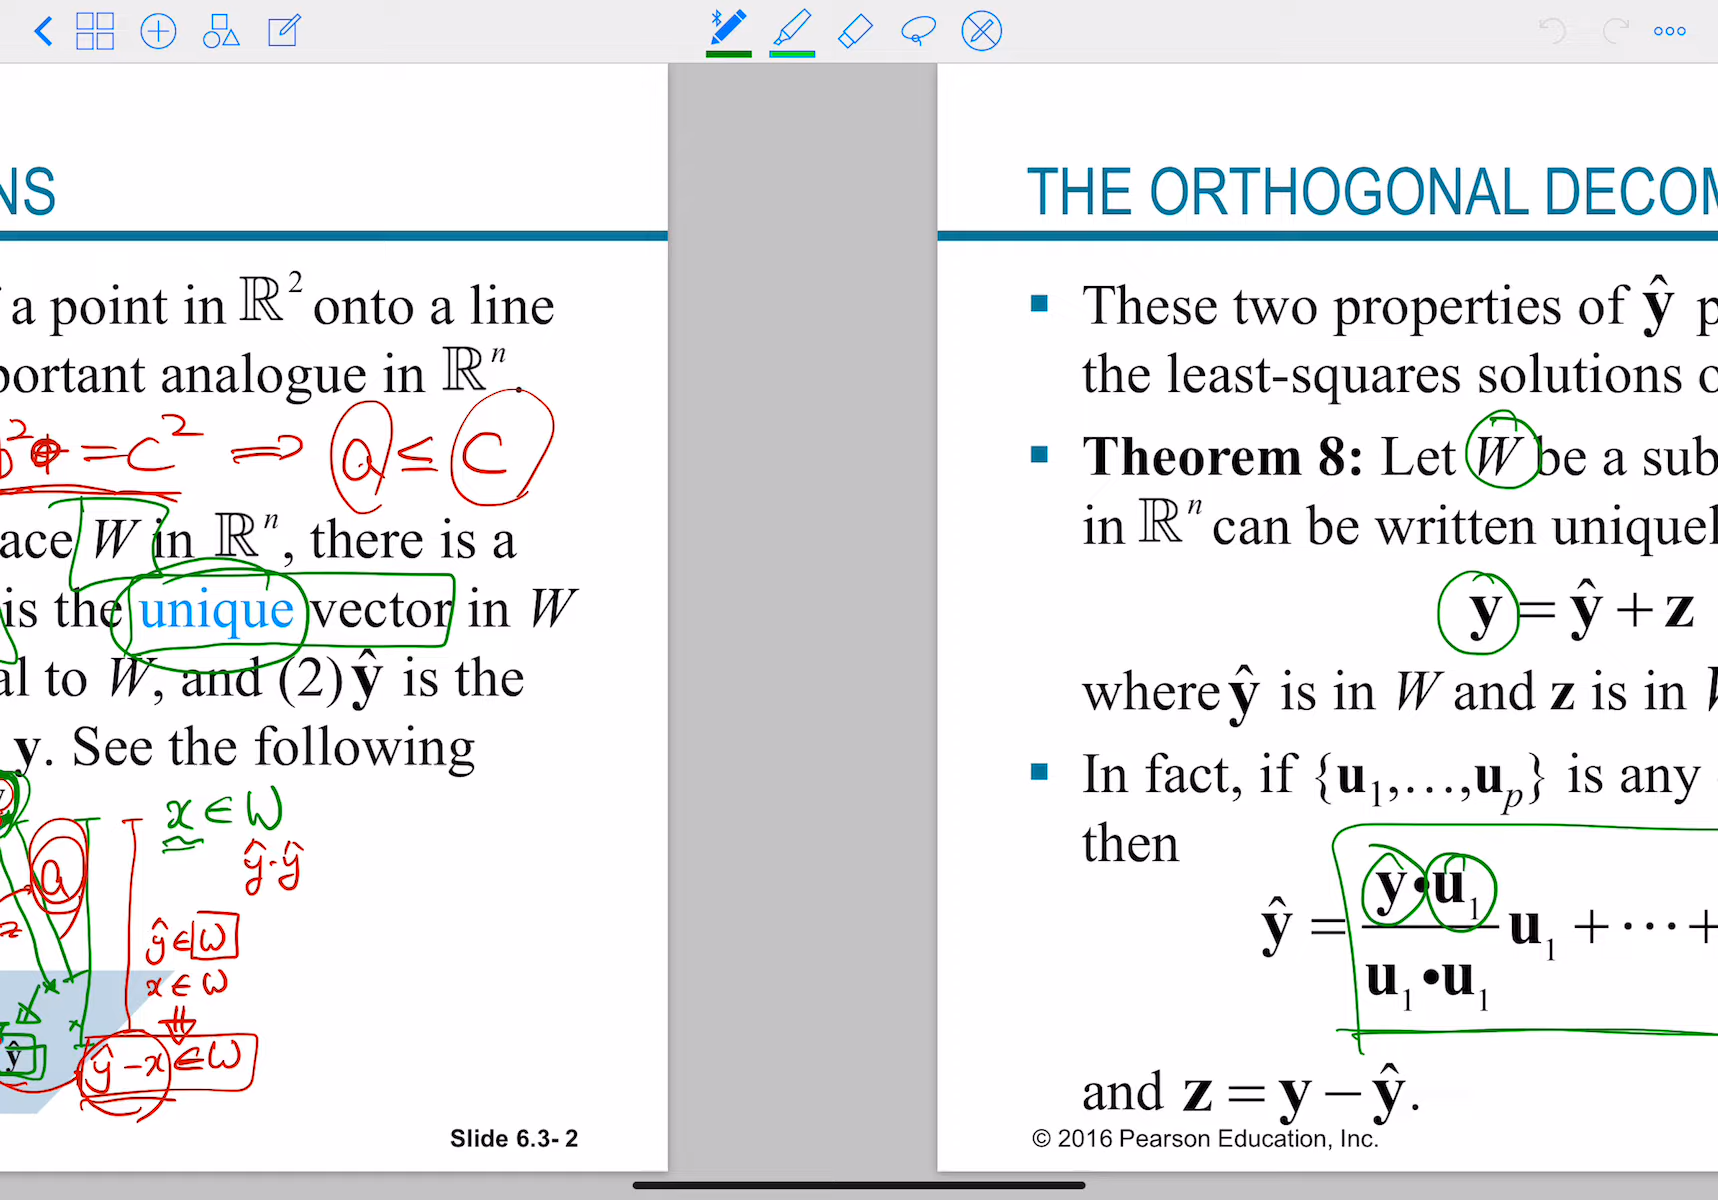 NS
a point in ℝ² onto a line
portant analogue in ℝⁿ.
b² = c² ⇒ a ≤ c
ace W in ℝⁿ, there is a
is the unique vector in W
al to W, and (2) ŷ is the
y. See the following
x ∈ W
ŷ·ŷ
a
z
ŷ ∈ W
x ∈ W
⇓
ŷ
ŷ − x ∈ W
Slide 6.3- 2
THE ORTHOGONAL DECOM
These two properties of ŷ p
the least-squares solutions o
Theorem 8: Let W be a sub
in ℝⁿ can be written uniquel
y = ŷ + z
where ŷ is in W and z is in W
In fact, if {u₁,…,uₚ} is any
then
ŷ = (y•u₁)/(u₁•u₁) u₁ + ⋯ +
and z = y − ŷ.
© 2016 Pearson Education, Inc.